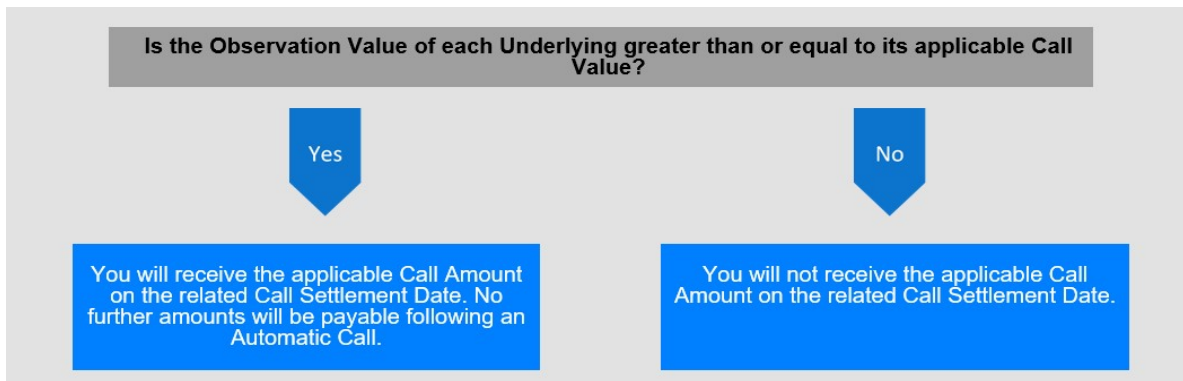 Is the Observation Value of each Underlying greater than or equal to its applicable Call
Value?
Yes
No
You will receive the applicable Call Amount
on the related Call Settlement Date. No
further amounts will be payable following an
Automatic Call.
You will not receive the applicable Call
Amount on the related Call Settlement Date.